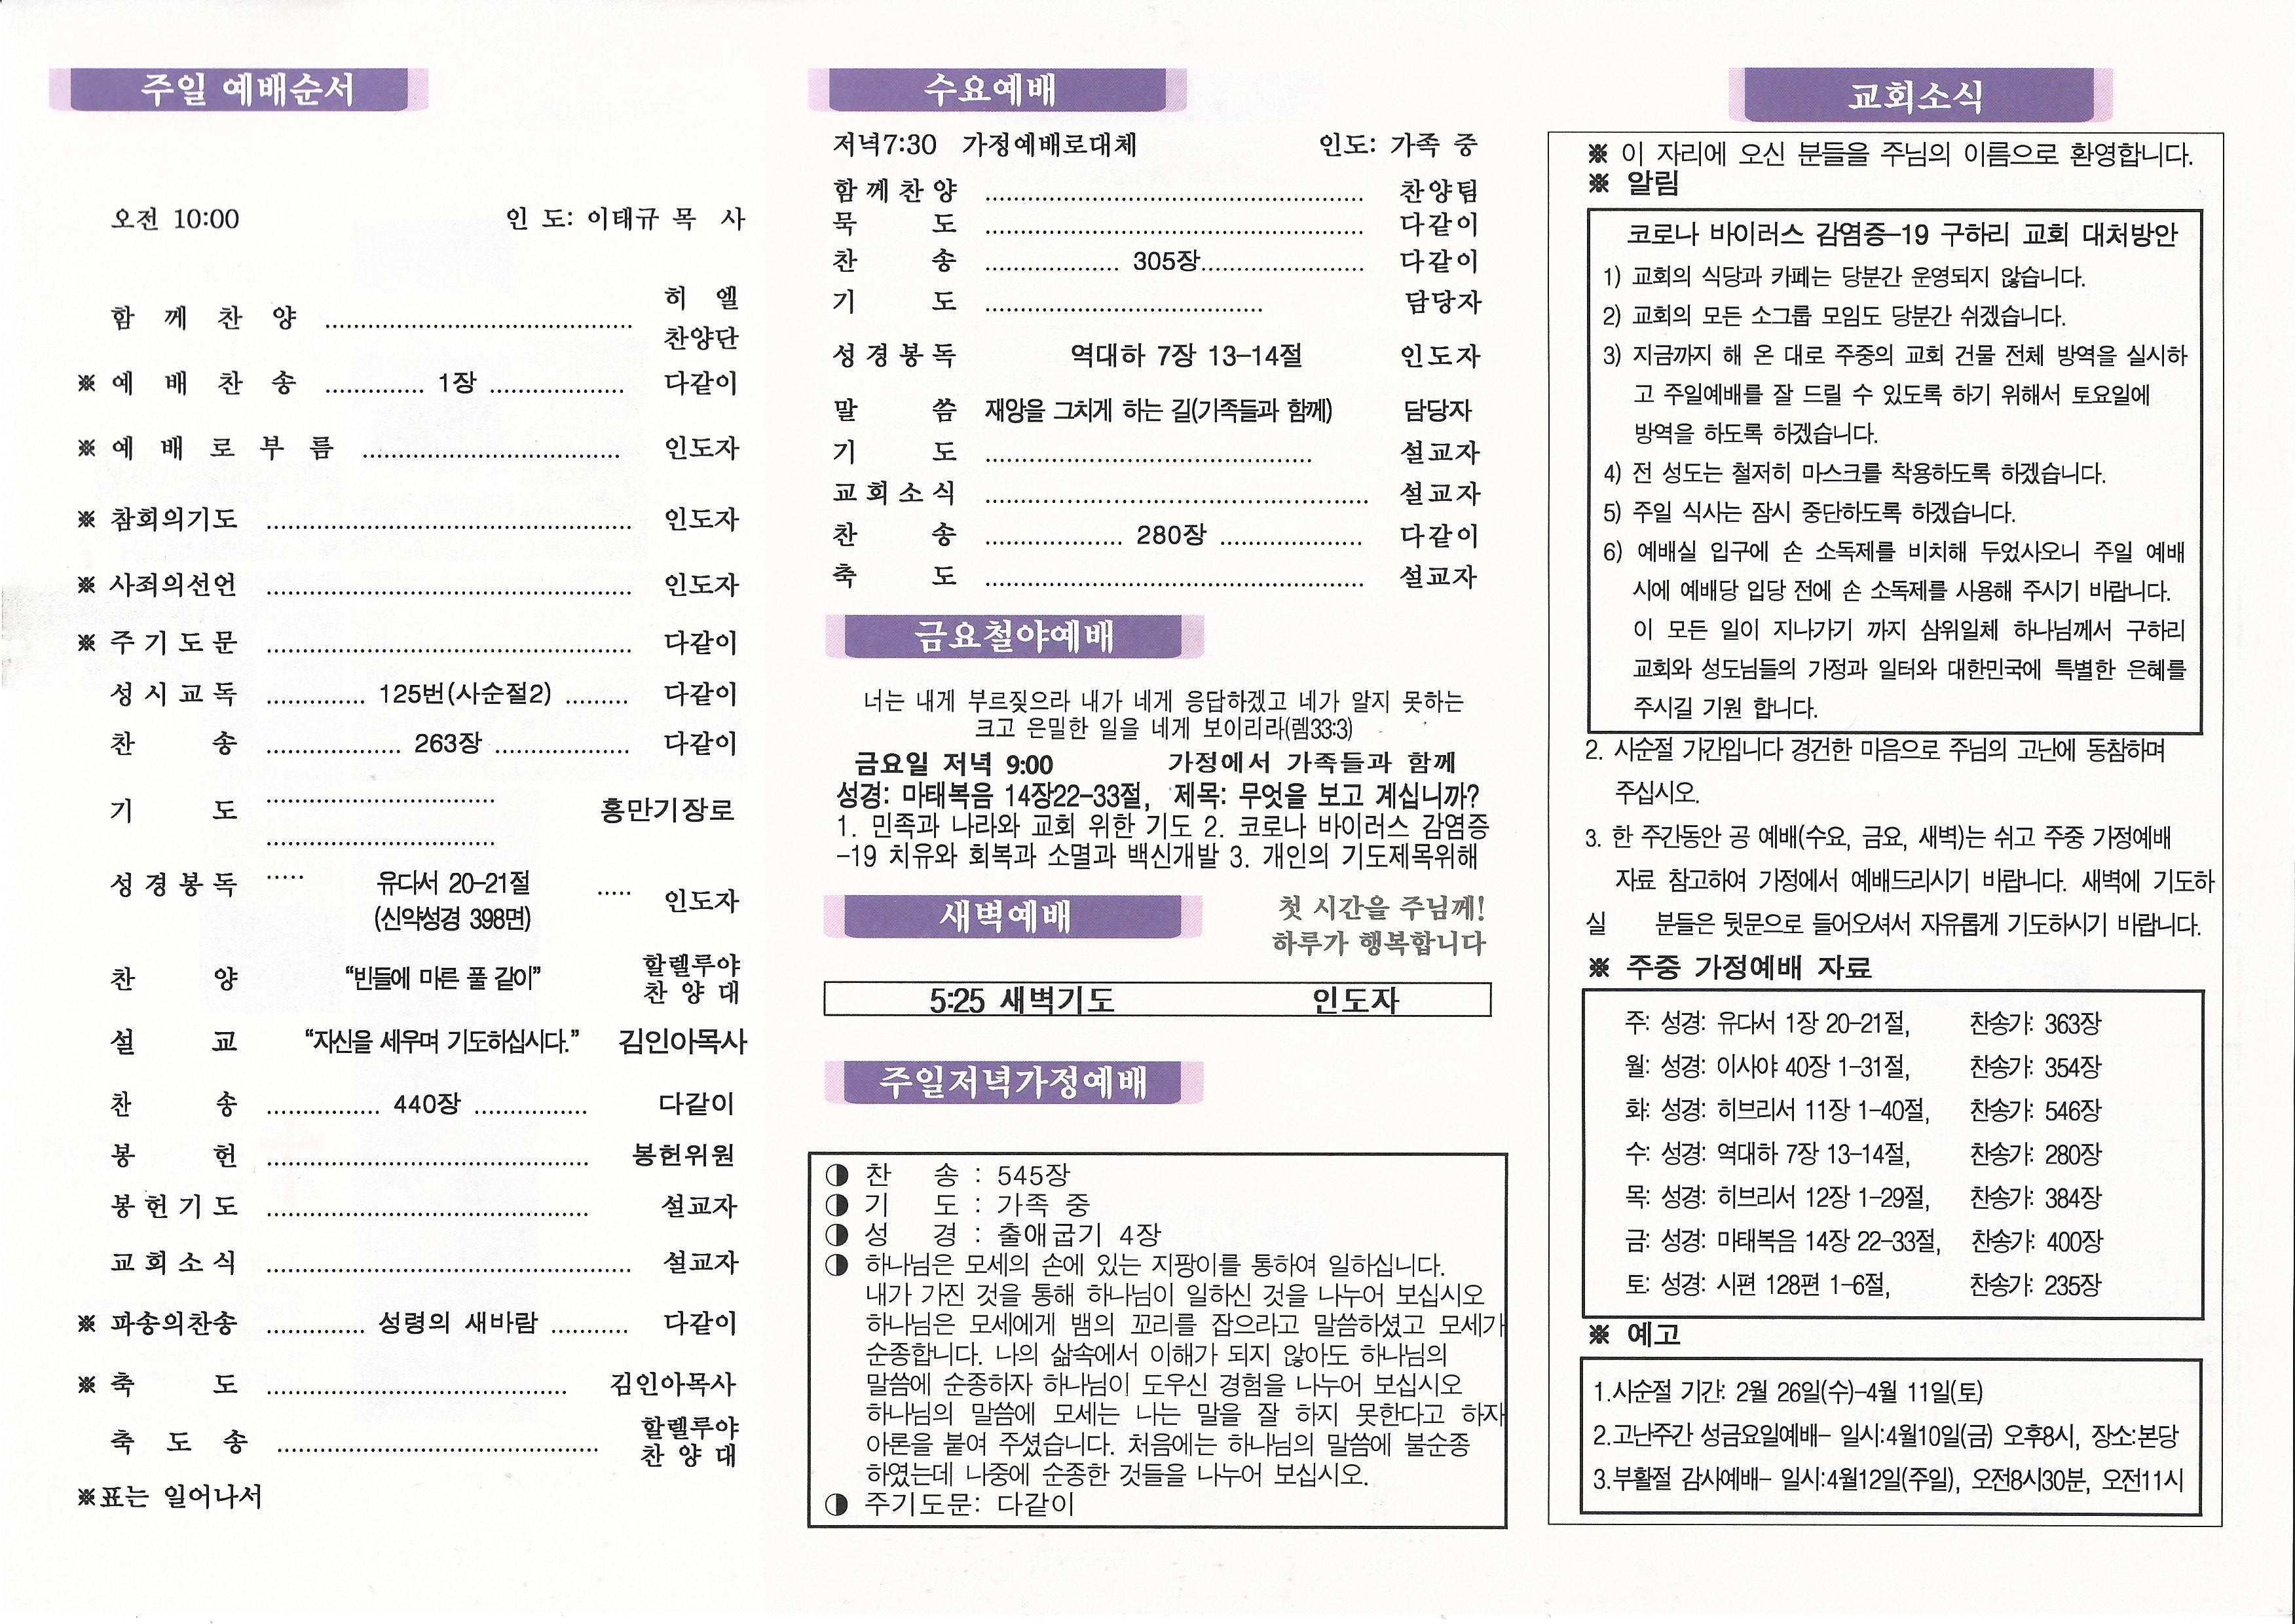 주일 예배순서
오전 10:00 인 도: 이태규 목 사
함 께 찬 양 ........ 히 엘 찬양단
※ 예 배 찬 송 ........ 1장 ........ 다같이
※ 예 배 로 부 름 ........ 인도자
※ 참회의기도 ........ 인도자
※ 사죄의선언 ........ 인도자
※ 주 기 도 문 ........ 다같이
성 시 교 독 ........ 125번(사순절2) ........ 다같이
찬 송 ........ 263장 ........ 다같이
기 도 ........ 홍만기장로
성 경 봉 독 ..... 유다서 20-21절 ..... 인도자
(신약성경 398면)
찬 양 “빈들에 마른 풀 같이” 할렐루야 찬 양 대
설 교 “자신을 세우며 기도하십시다.” 김인아목사
찬 송 ........ 440장 ........ 다같이
봉 헌 ........ 봉헌위원
봉 헌 기 도 ........ 설교자
교 회 소 식 ........ 설교자
※ 파송의찬송 ........ 성령의 새바람 ........ 다같이
※ 축 도 ........ 김인아목사
축 도 송 ........ 할렐루야 찬 양 대
※표는 일어나서
수요예배
저녁7:30 가정예배로대체 인도: 가족 중
함 께 찬 양 ........ 찬양팀
묵 도 ........ 다같이
찬 송 ........ 305장 ........ 다같이
기 도 ........ 담당자
성 경 봉 독 역대하 7장 13-14절 인도자
말 씀 재앙을 그치게 하는 길(가족들과 함께) 담당자
기 도 ........ 설교자
교 회 소 식 ........ 설교자
찬 송 ........ 280장 ........ 다같이
축 도 ........ 설교자
금요철야예배
너는 내게 부르짖으라 내가 네게 응답하겠고 네가 알지 못하는
크고 은밀한 일을 네게 보이리라(렘33:3)
금요일 저녁 9:00 가정에서 가족들과 함께
성경: 마태복음 14장22-33절, 제목: 무엇을 보고 계십니까?
1. 민족과 나라와 교회 위한 기도 2. 코로나 바이러스 감염증
-19 치유와 회복과 소멸과 백신개발 3. 개인의 기도제목위해
새벽예배
첫 시간을 주님께!
하루가 행복합니다
5:25 새벽기도 인도자
주일저녁가정예배
◑ 찬 송 : 545장
◑ 기 도 : 가족 중
◑ 성 경 : 출애굽기 4장
◑ 하나님은 모세의 손에 있는 지팡이를 통하여 일하십니다.
내가 가진 것을 통해 하나님이 일하신 것을 나누어 보십시오
하나님은 모세에게 뱀의 꼬리를 잡으라고 말씀하셨고 모세가
순종합니다. 나의 삶속에서 이해가 되지 않아도 하나님의
말씀에 순종하자 하나님이 도우신 경험을 나누어 보십시오
하나님의 말씀에 모세는 나는 말을 잘 하지 못한다고 하자
아론을 붙여 주셨습니다. 처음에는 하나님의 말씀에 불순종
하였는데 나중에 순종한 것들을 나누어 보십시오.
◑ 주기도문: 다같이
교회소식
※ 이 자리에 오신 분들을 주님의 이름으로 환영합니다.
※ 알림
코로나 바이러스 감염증-19 구하리 교회 대처방안
1) 교회의 식당과 카페는 당분간 운영되지 않습니다.
2) 교회의 모든 소그룹 모임도 당분간 쉬겠습니다.
3) 지금까지 해 온 대로 주중의 교회 건물 전체 방역을 실시하
고 주일예배를 잘 드릴 수 있도록 하기 위해서 토요일에
방역을 하도록 하겠습니다.
4) 전 성도는 철저히 마스크를 착용하도록 하겠습니다.
5) 주일 식사는 잠시 중단하도록 하겠습니다.
6) 예배실 입구에 손 소독제를 비치해 두었사오니 주일 예배
시에 예배당 입당 전에 손 소독제를 사용해 주시기 바랍니다.
이 모든 일이 지나가기 까지 삼위일체 하나님께서 구하리
교회와 성도님들의 가정과 일터와 대한민국에 특별한 은혜를
주시길 기원 합니다.
2. 사순절 기간입니다 경건한 마음으로 주님의 고난에 동참하며
주십시오.
3. 한 주간동안 공 예배(수요, 금요, 새벽)는 쉬고 주중 가정예배
자료 참고하여 가정에서 예배드리시기 바랍니다. 새벽에 기도하
실 분들은 뒷문으로 들어오셔서 자유롭게 기도하시기 바랍니다.
※ 주중 가정예배 자료
주: 성경: 유다서 1장 20-21절, 찬송가: 363장
월: 성경: 이사야 40장 1-31절, 찬송가: 354장
화: 성경: 히브리서 11장 1-40절, 찬송가: 546장
수: 성경: 역대하 7장 13-14절, 찬송가: 280장
목: 성경: 히브리서 12장 1-29절, 찬송가: 384장
금: 성경: 마태복음 14장 22-33절, 찬송가: 400장
토: 성경: 시편 128편 1-6절, 찬송가: 235장
※ 예고
1.사순절 기간: 2월 26일(수)-4월 11일(토)
2.고난주간 성금요일예배- 일시:4월10일(금) 오후8시, 장소:본당
3.부활절 감사예배- 일시:4월12일(주일), 오전8시30분, 오전11시